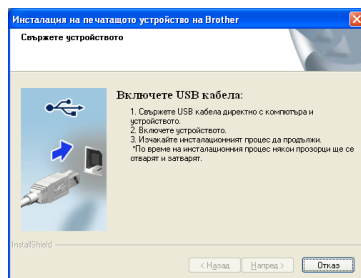 Инсталация на печатащото устройство на Brother
Свържете устройството
Включете USB кабела:
1. Свържете USB кабела директно с компютъра и
устройството.
2. Включете устройството.
3. Изчакайте инсталационният процес да продължи.
*По време на инсталационния процес някои прозорци ще се
отварят и затварят.
InstallShield
< Назад
Напред >
Отказ